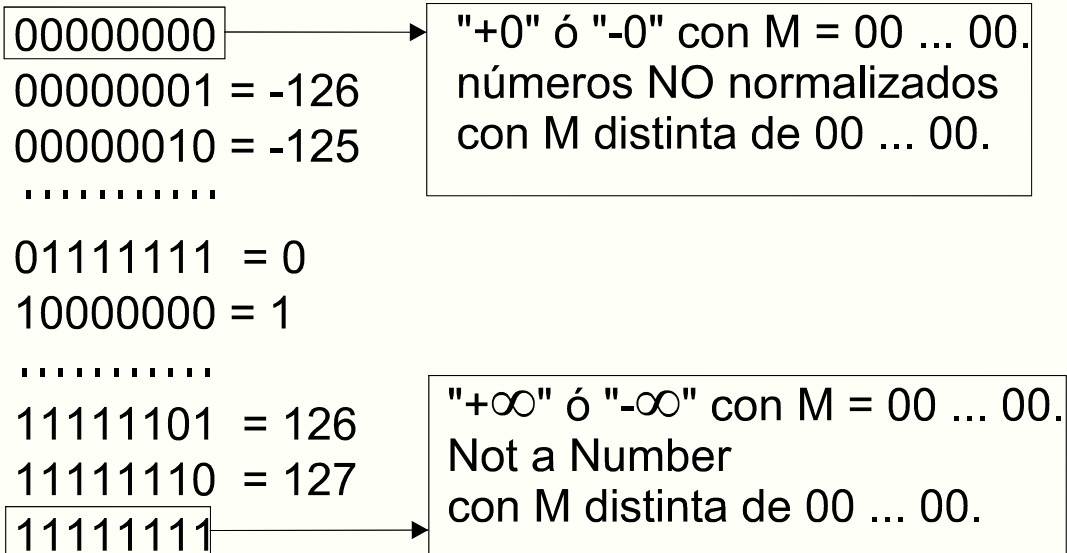 00000000
"+0" ó "-0" con M = 00 ... 00.
números NO normalizados
con M distinta de 00 ... 00.
00000001 = -126
00000010 = -125
...........
01111111 = 0
10000000 = 1
...........
11111101 = 126
11111110 = 127
11111111
"+∞" ó "-∞" con M = 00 ... 00.
Not a Number
con M distinta de 00 ... 00.